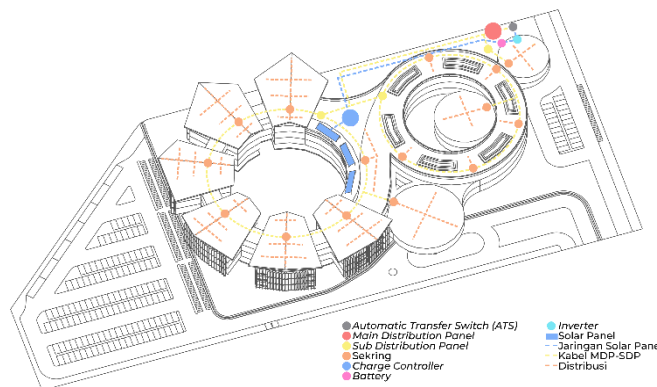 Automatic Transfer Switch (ATS)
Main Distribution Panel
Sub Distribution Panel
Sekring
Charge Controller
Battery
Inverter
Solar Panel
Jaringan Solar Pane
Kabel MDP-SDP
Distribusi